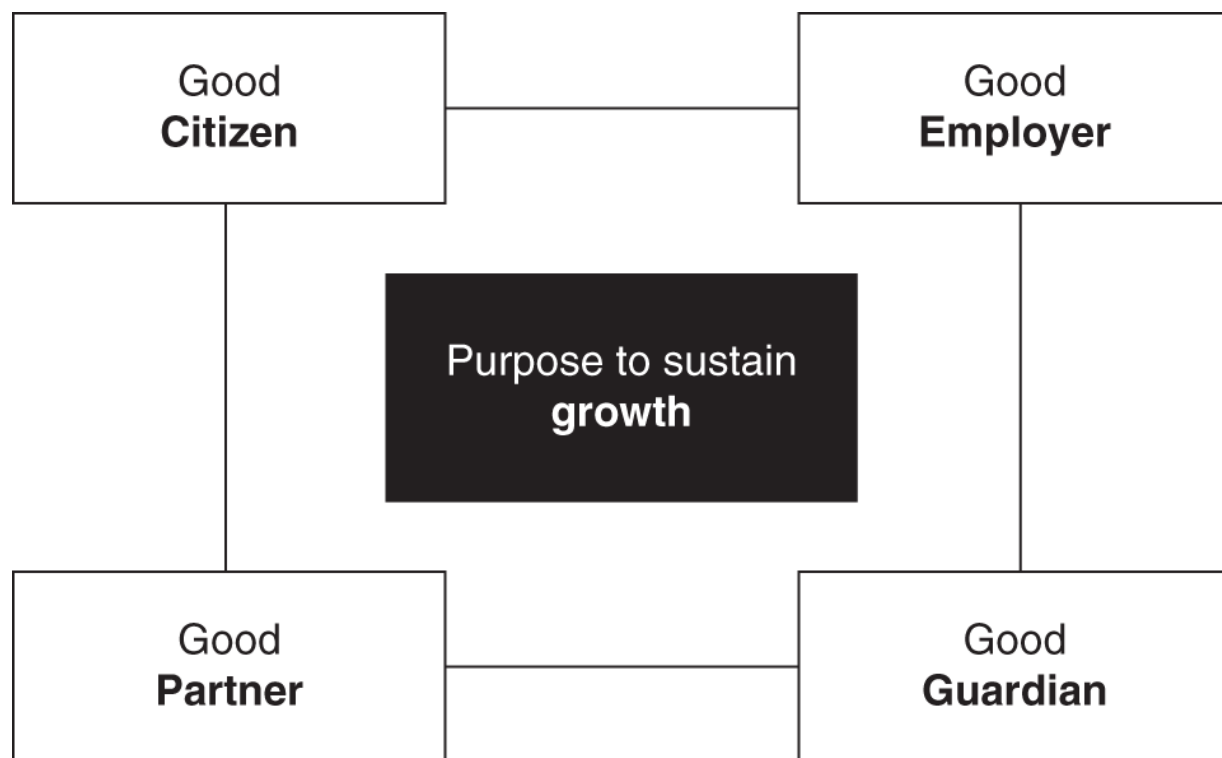 Good
Citizen
Good
Employer
Purpose to sustain
growth
Good
Partner
Good
Guardian